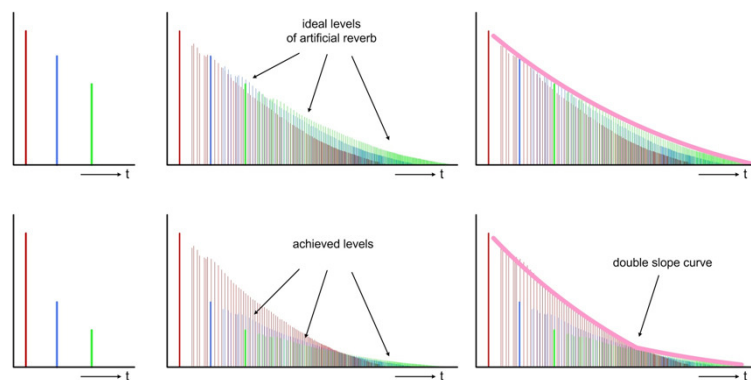 ideal levels
of artificial reverb
t
t
t
achieved levels
double slope curve
t
t
t